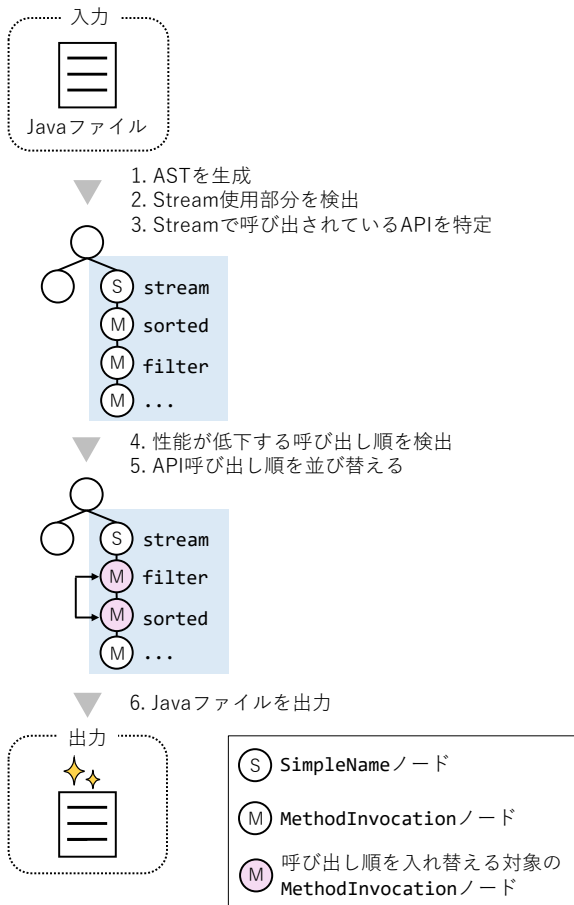 入力
Javaファイル
1. ASTを生成
2. Stream使用部分を検出
3. Streamで呼び出されているAPIを特定
S stream
M sorted
M filter
M ...
4. 性能が低下する呼び出し順を検出
5. API呼び出し順を並び替える
S stream
M filter
M sorted
M ...
6. Javaファイルを出力
出力
S SimpleNameノード
M MethodInvocationノード
M 呼び出し順を入れ替える対象の
MethodInvocationノード